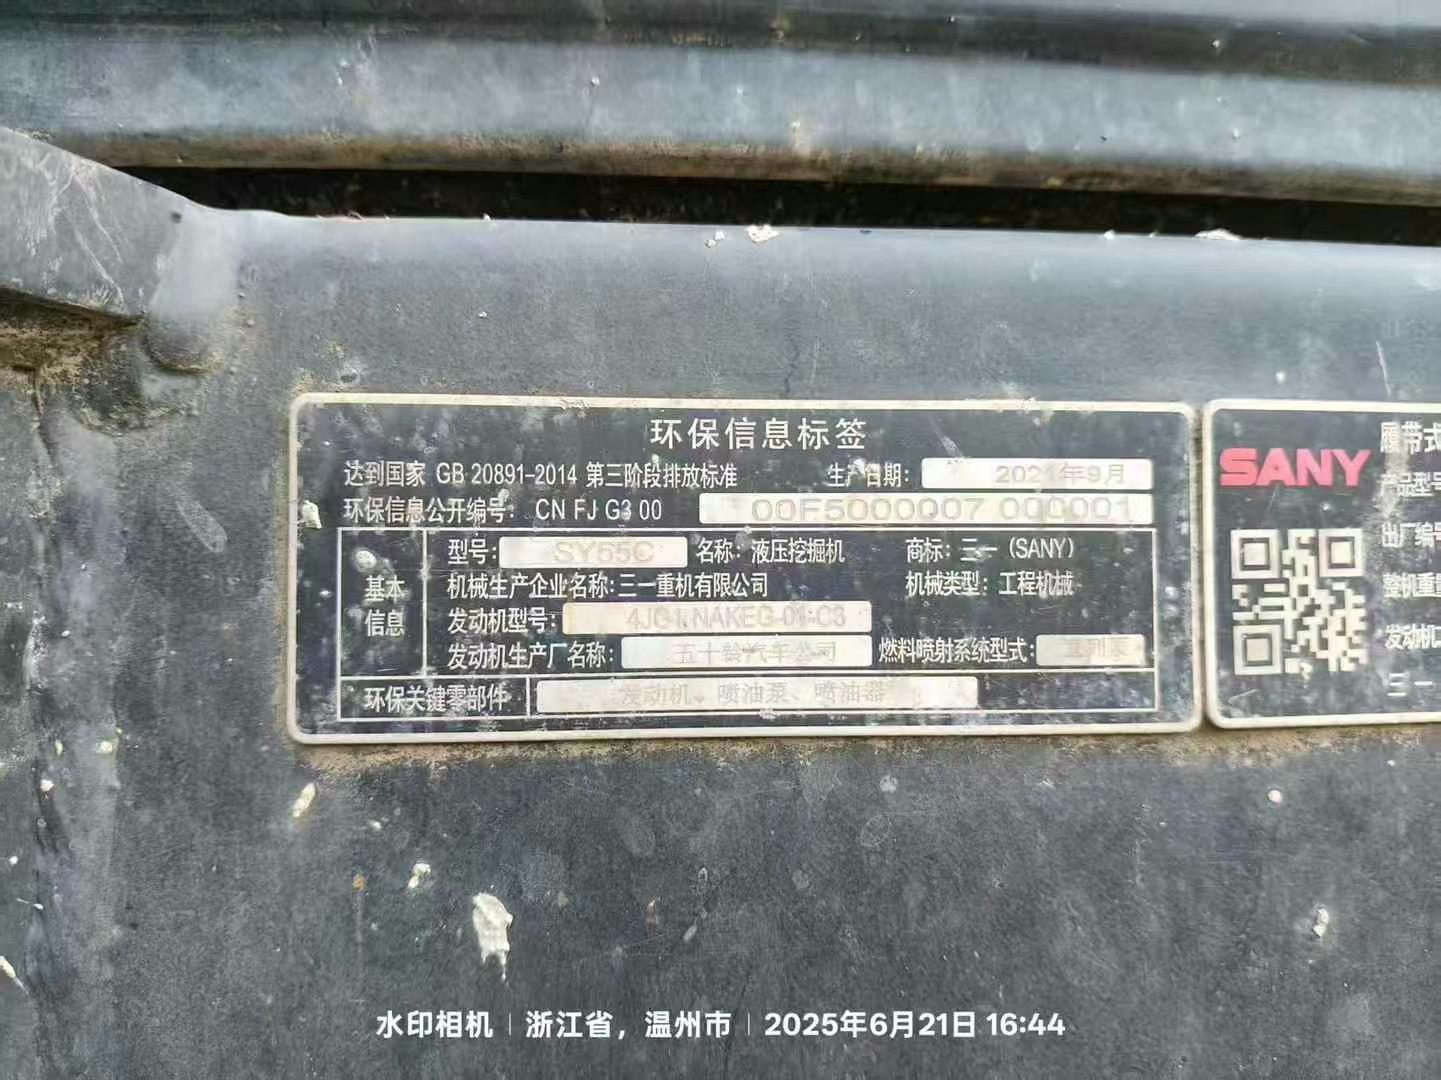 环保信息标签
达到国家 GB 20891-2014 第三阶段排放标准 生产日期: 2021年9月
环保信息公开编号: CN FJ G3 00 00F5000007 000001
基本信息
型号: SY55C 名称: 液压挖掘机 商标: 三一 (SANY)
机械生产企业名称: 三一重机有限公司 机械类型: 工程机械
发动机型号: 4JG1 NAKEG-01-C3
发动机生产厂名称: 五十铃汽车公司 燃料喷射系统型式: 直列泵
环保关键零部件 发动机、喷油泵、喷油器
SANY
履带式
产品型号
出厂编号
整机重量
发动机
三一
水印相机 | 浙江省，温州市 | 2025年6月21日 16:44